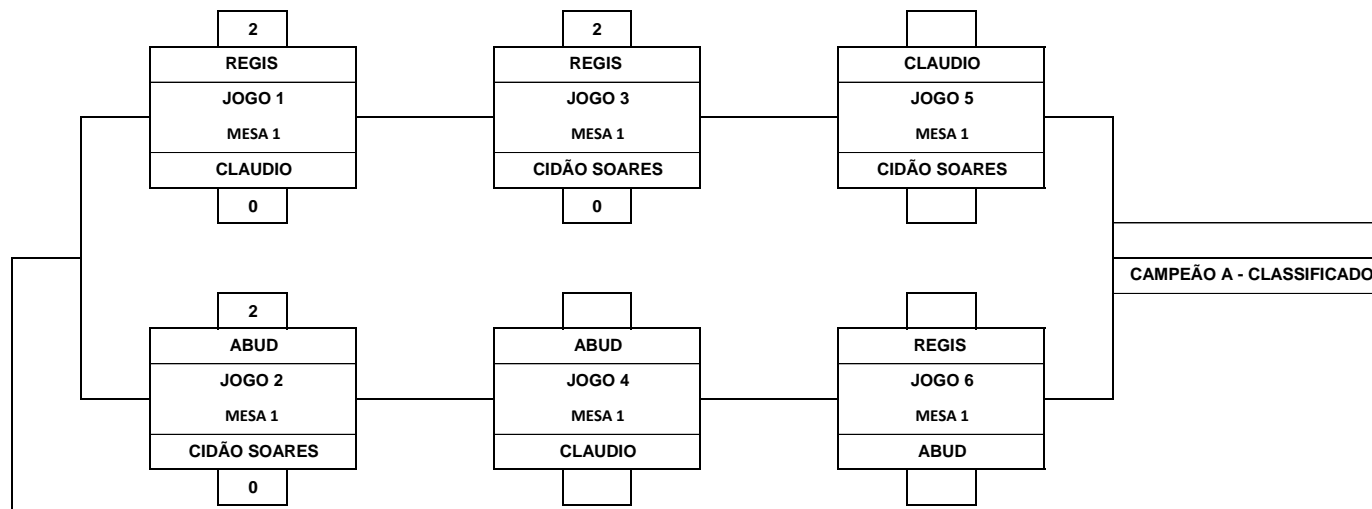 2
REGIS
JOGO 1
MESA 1
CLAUDIO
0
2
REGIS
JOGO 3
MESA 1
CIDÃO SOARES
0
CLAUDIO
JOGO 5
MESA 1
CIDÃO SOARES
CAMPEÃO A - CLASSIFICADO
2
ABUD
JOGO 2
MESA 1
CIDÃO SOARES
0
ABUD
JOGO 4
MESA 1
CLAUDIO
REGIS
JOGO 6
MESA 1
ABUD